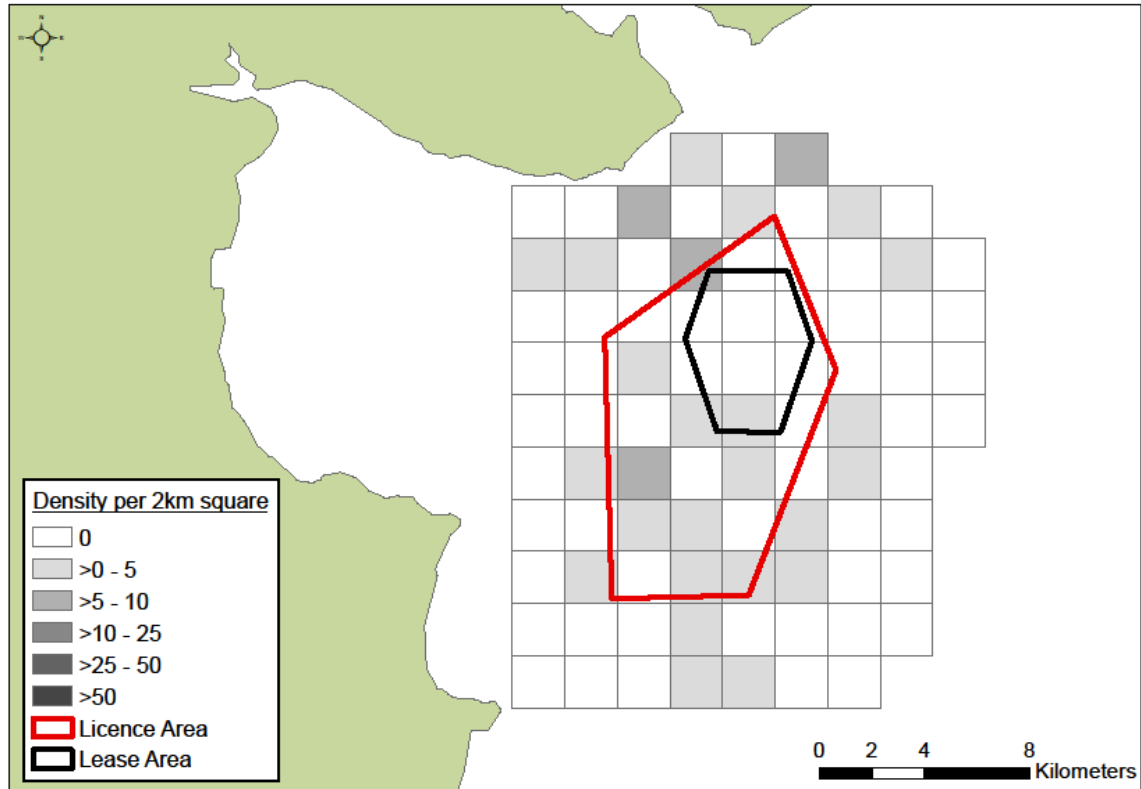 N
W E
S
Density per 2km square
0
>0 - 5
>5 - 10
>10 - 25
>25 - 50
>50
Licence Area
Lease Area
0 2 4 8
Kilometers